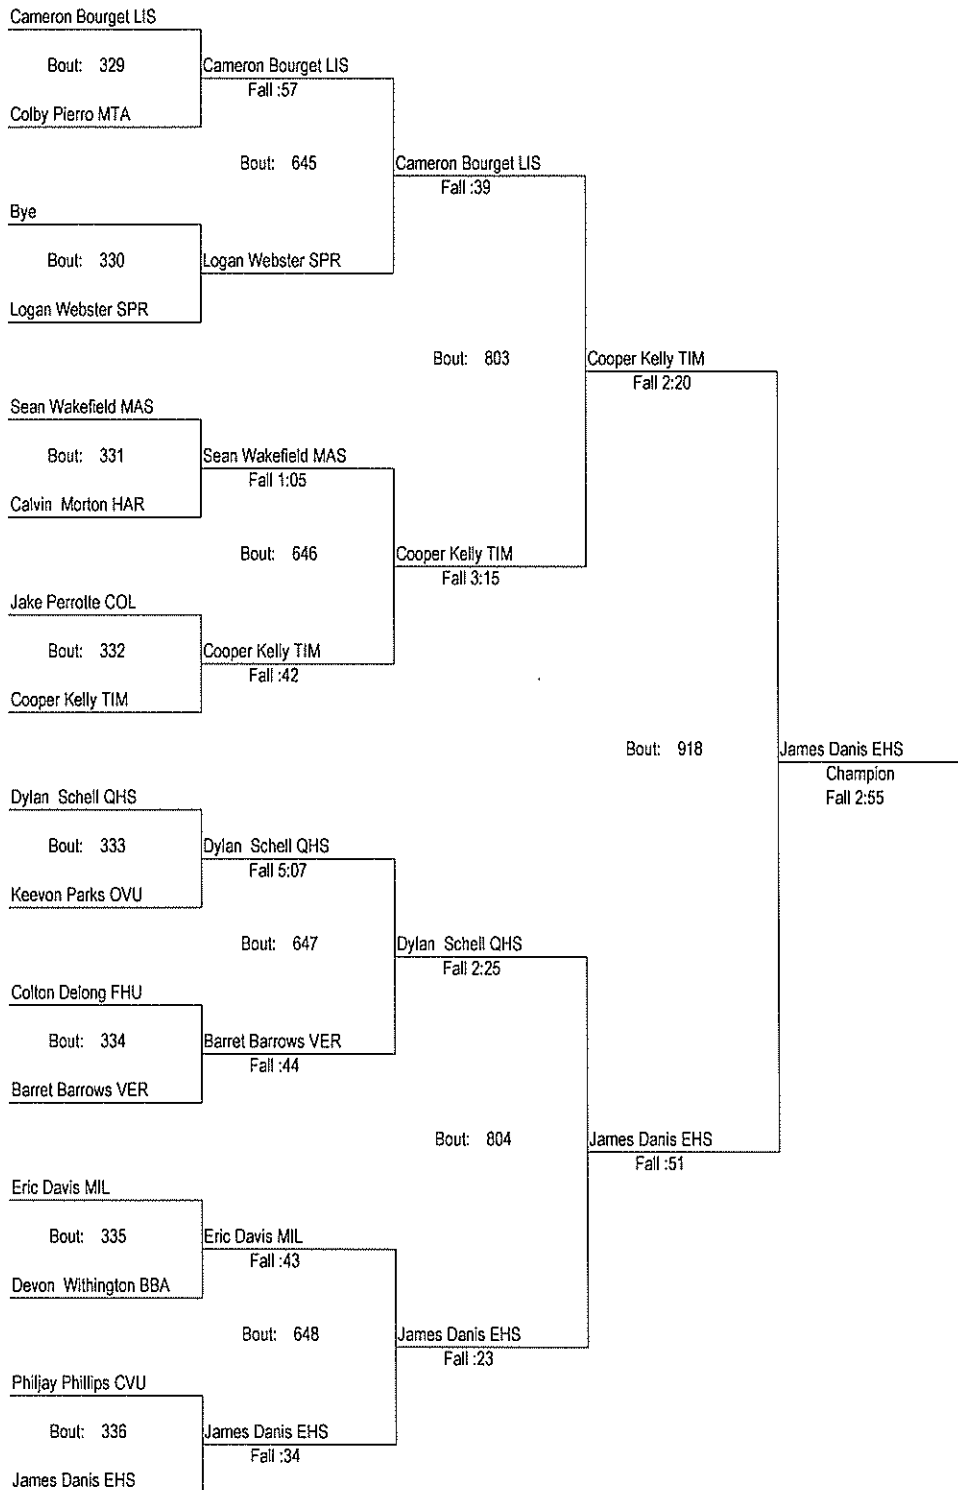 Cameron Bourget LIS
Bout: 329
Cameron Bourget LIS
Fall :57
Colby Pierro MTA
Bout: 645
Cameron Bourget LIS
Fall :39
Bye
Bout: 330
Logan Webster SPR
Logan Webster SPR
Bout: 803
Cooper Kelly TIM
Fall 2:20
Sean Wakefield MAS
Bout: 331
Sean Wakefield MAS
Fall 1:05
Calvin Morton HAR
Bout: 646
Cooper Kelly TIM
Fall 3:15
Jake Perrotte COL
Bout: 332
Cooper Kelly TIM
Fall :42
Cooper Kelly TIM
Bout: 918
James Danis EHS
Champion
Fall 2:55
Dylan Schell QHS
Bout: 333
Dylan Schell QHS
Fall 5:07
Keevon Parks OVU
Bout: 647
Dylan Schell QHS
Fall 2:25
Colton Delong FHU
Bout: 334
Barret Barrows VER
Fall :44
Barret Barrows VER
Bout: 804
James Danis EHS
Fall :51
Eric Davis MIL
Bout: 335
Eric Davis MIL
Fall :43
Devon Withington BBA
Bout: 648
James Danis EHS
Fall :23
Philjay Phillips CVU
Bout: 336
James Danis EHS
Fall :34
James Danis EHS